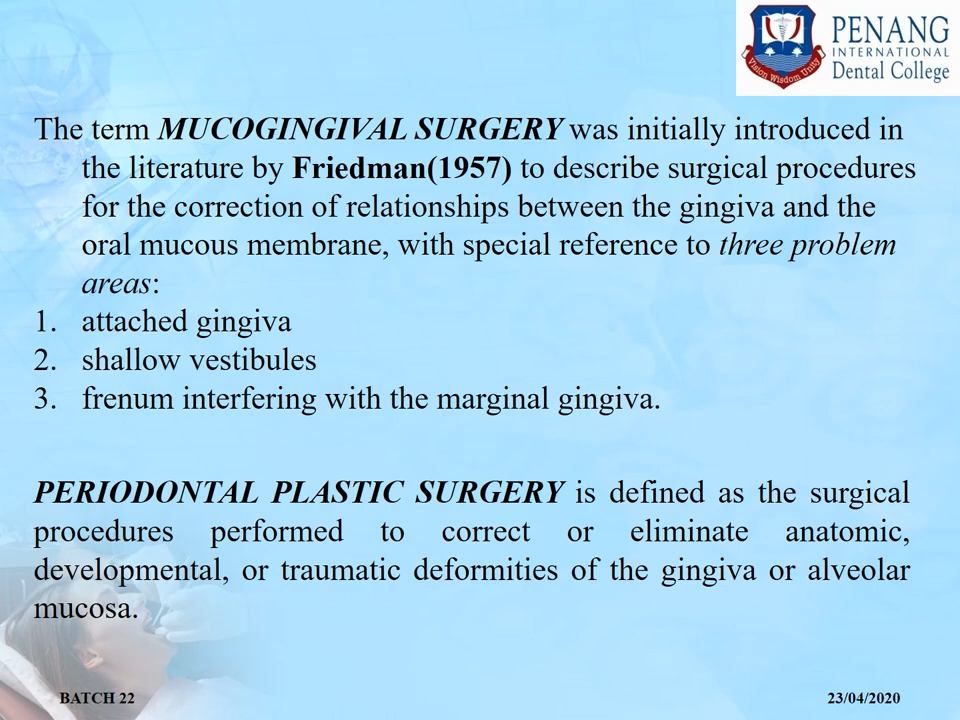 PENANG
INTERNATIONAL
Dental College
Vision Wisdom Unity
The term MUCOGINGIVAL SURGERY was initially introduced in
the literature by Friedman(1957) to describe surgical procedures
for the correction of relationships between the gingiva and the
oral mucous membrane, with special reference to three problem
areas:
1. attached gingiva
2. shallow vestibules
3. frenum interfering with the marginal gingiva.
PERIODONTAL PLASTIC SURGERY is defined as the surgical
procedures performed to correct or eliminate anatomic,
developmental, or traumatic deformities of the gingiva or alveolar
mucosa.
BATCH 22
23/04/2020